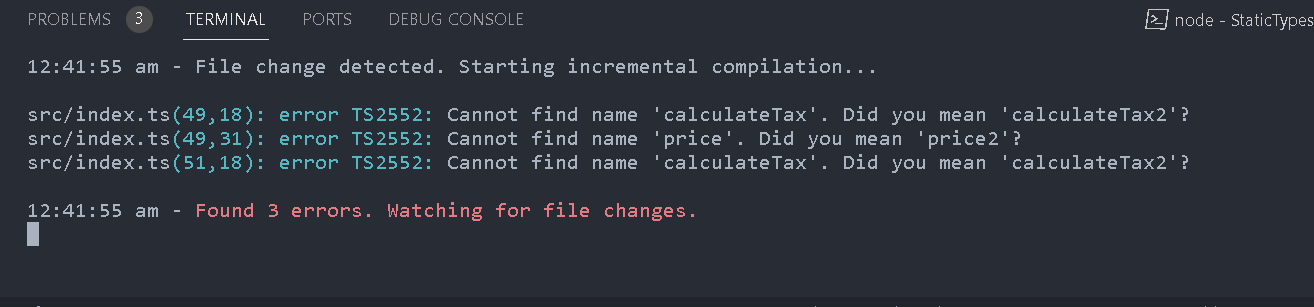 PROBLEMS 3 TERMINAL PORTS DEBUG CONSOLE node - StaticTypes
12:41:55 am - File change detected. Starting incremental compilation...
src/index.ts(49,18): error TS2552: Cannot find name 'calculateTax'. Did you mean 'calculateTax2'?
src/index.ts(49,31): error TS2552: Cannot find name 'price'. Did you mean 'price2'?
src/index.ts(51,18): error TS2552: Cannot find name 'calculateTax'. Did you mean 'calculateTax2'?
12:41:55 am - Found 3 errors. Watching for file changes.